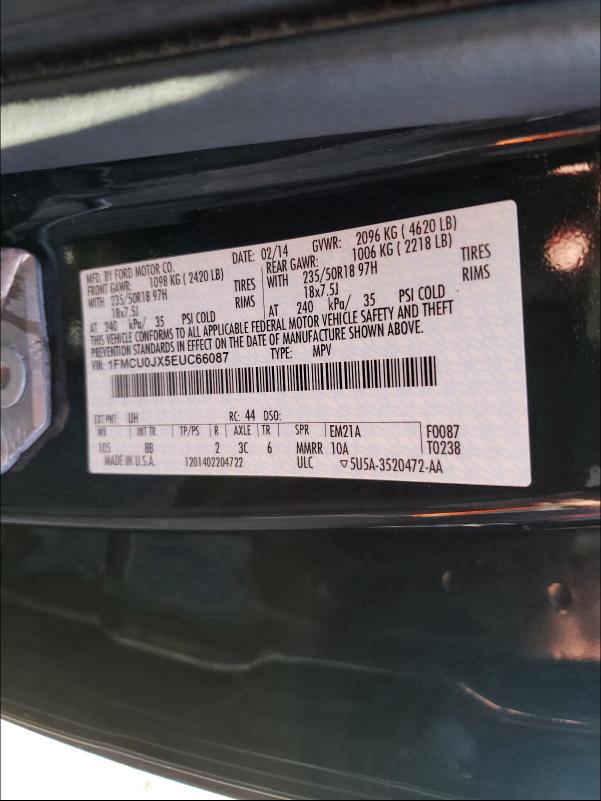 MFD. BY FORD MOTOR CO. DATE: 02/14 GVWR: 2096 KG ( 4620 LB)
FRONT GAWR: 1098 KG ( 2420 LB) REAR GAWR: 1006 KG ( 2218 LB)
WITH 235/50R18 97H TIRES WITH 235/50R18 97H TIRES
18x7.5J RIMS 18x7.5J RIMS
AT 240 kPa/ 35 PSI COLD AT 240 kPa/ 35 PSI COLD
THIS VEHICLE CONFORMS TO ALL APPLICABLE FEDERAL MOTOR VEHICLE SAFETY AND THEFT
PREVENTION STANDARDS IN EFFECT ON THE DATE OF MANUFACTURE SHOWN ABOVE.
VIN: 1FMCU0JX5EUC66087 TYPE: MPV
EXT PNT: UH RC: 44 DSO:
WB INT TR TP/PS R AXLE TR SPR EM21A F0087
105 8B 2 3C 6 MMRR 10A T0238
MADE IN U.S.A. 1201402204722 ULC ▽5U5A-3520472-AA